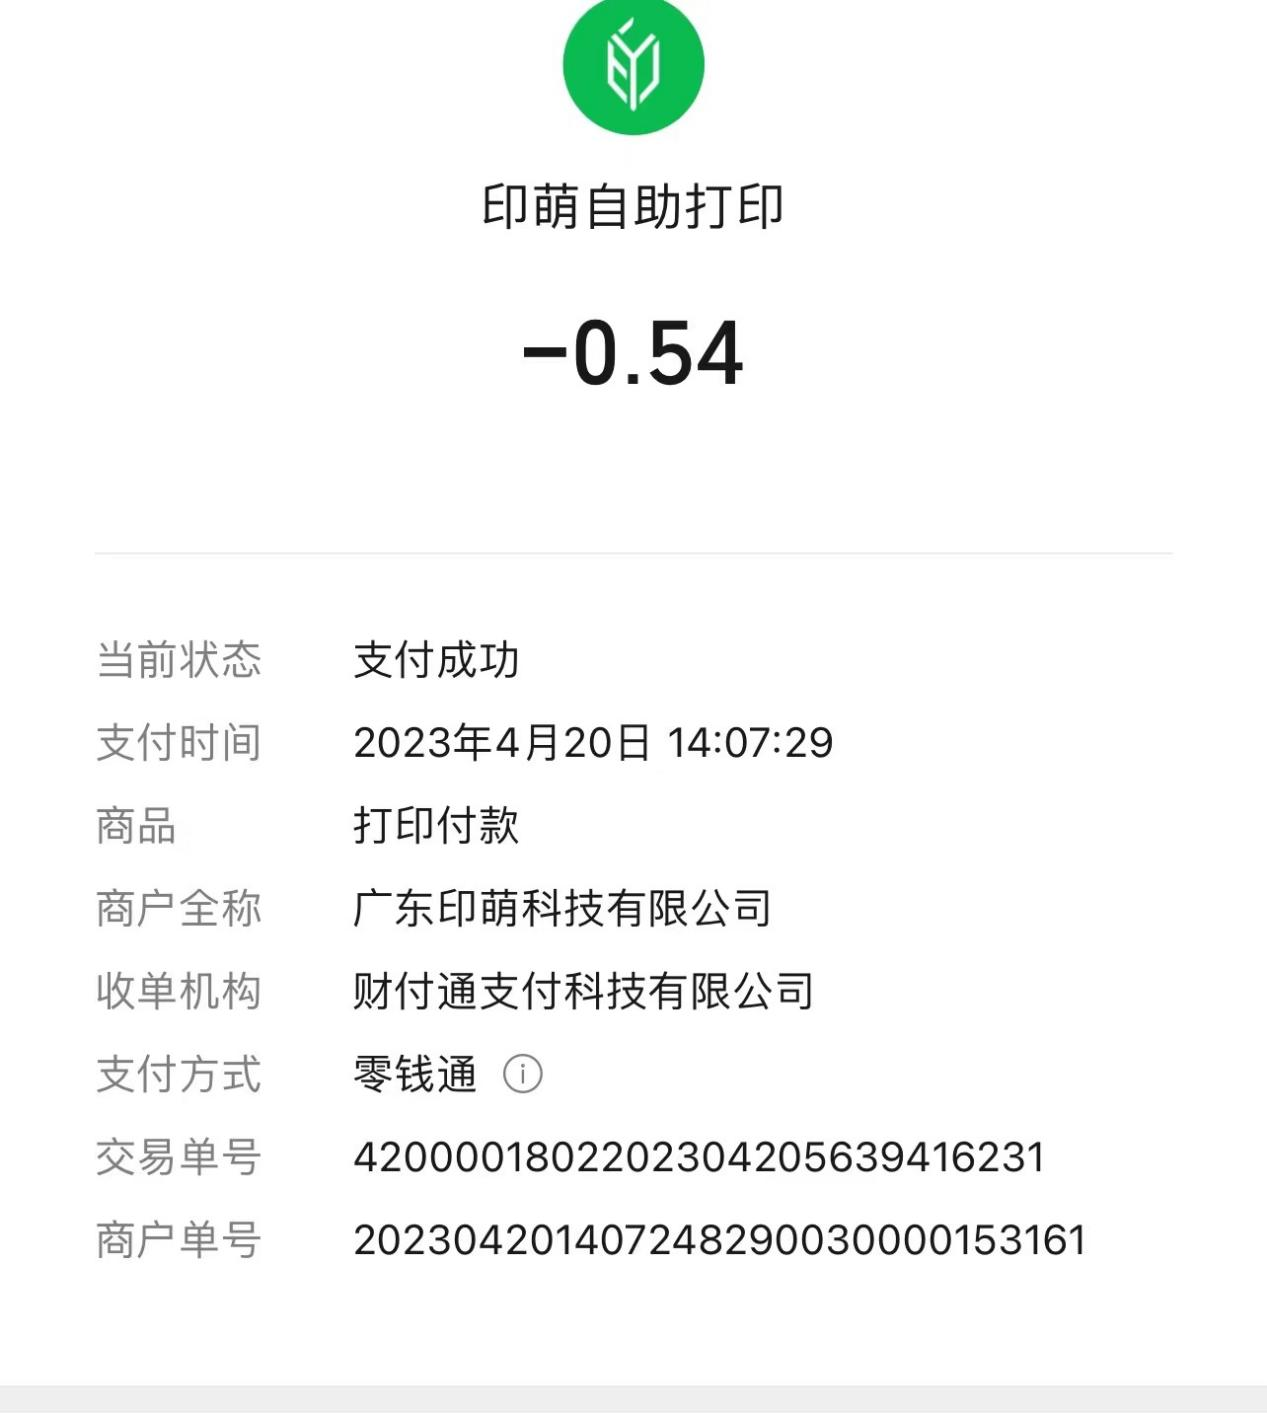 印萌自助打印
-0.54
当前状态 支付成功
支付时间 2023年4月20日 14:07:29
商品 打印付款
商户全称 广东印萌科技有限公司
收单机构 财付通支付科技有限公司
支付方式 零钱通
交易单号 4200001802202304205639416231
商户单号 20230420140724829003000015​3161